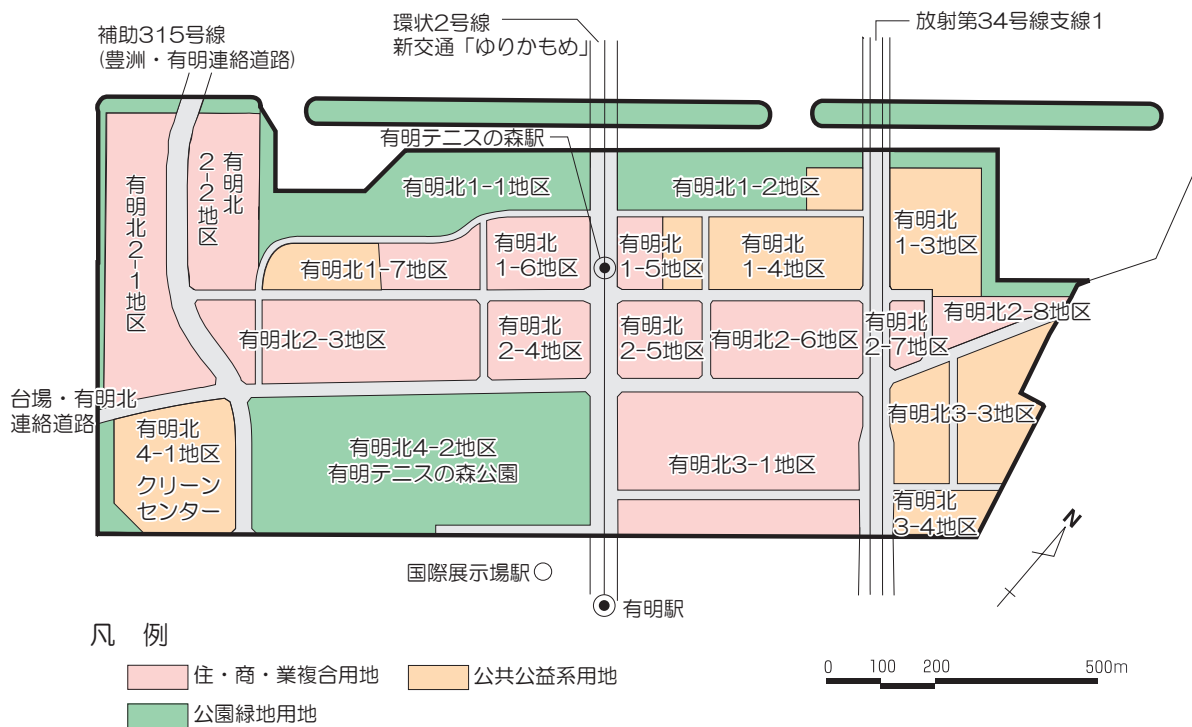 補助315号線
(豊洲・有明連絡道路)
環状2号線
新交通「ゆりかもめ」
放射第34号線支線1
有明テニスの森駅
有明北2-1地区
有明北
2-2地区
有明北1-1地区
有明北1-2地区
有明北
1-3地区
有明北1-7地区
有明北
1-6地区
有明北
1-5地区
有明北
1-4地区
有明北2-3地区
有明北
2-4地区
有明北
2-5地区
有明北2-6地区
有明北
2-7地区
有明北2-8地区
台場・有明北
連絡道路
有明北
4-1地区
クリーン
センター
有明北4-2地区
有明テニスの森公園
有明北3-1地区
有明北3-3地区
有明北
3-4地区
N
国際展示場駅
有明駅
凡 例
住・商・業複合用地
公共公益系用地
公園緑地用地
0 100 200 500m